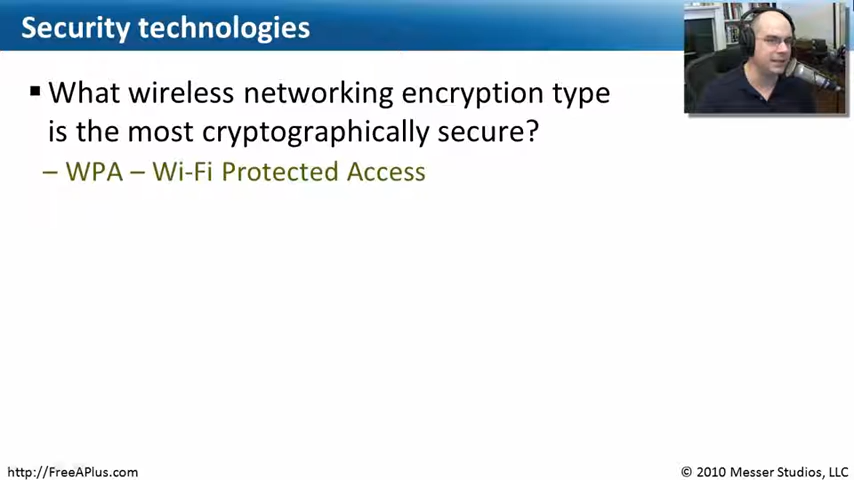 Security technologies
▪ What wireless networking encryption type
is the most cryptographically secure?
– WPA – Wi-Fi Protected Access
http://FreeAPlus.com
© 2010 Messer Studios, LLC